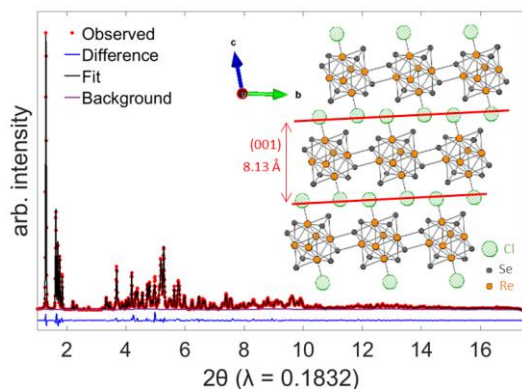 Observed
Difference
Fit
Background
c
b
(001)
8.13 Å
Cl
Se
Re
arb. intensity
2 4 6 8 10 12 14 16
2θ (λ = 0.1832)